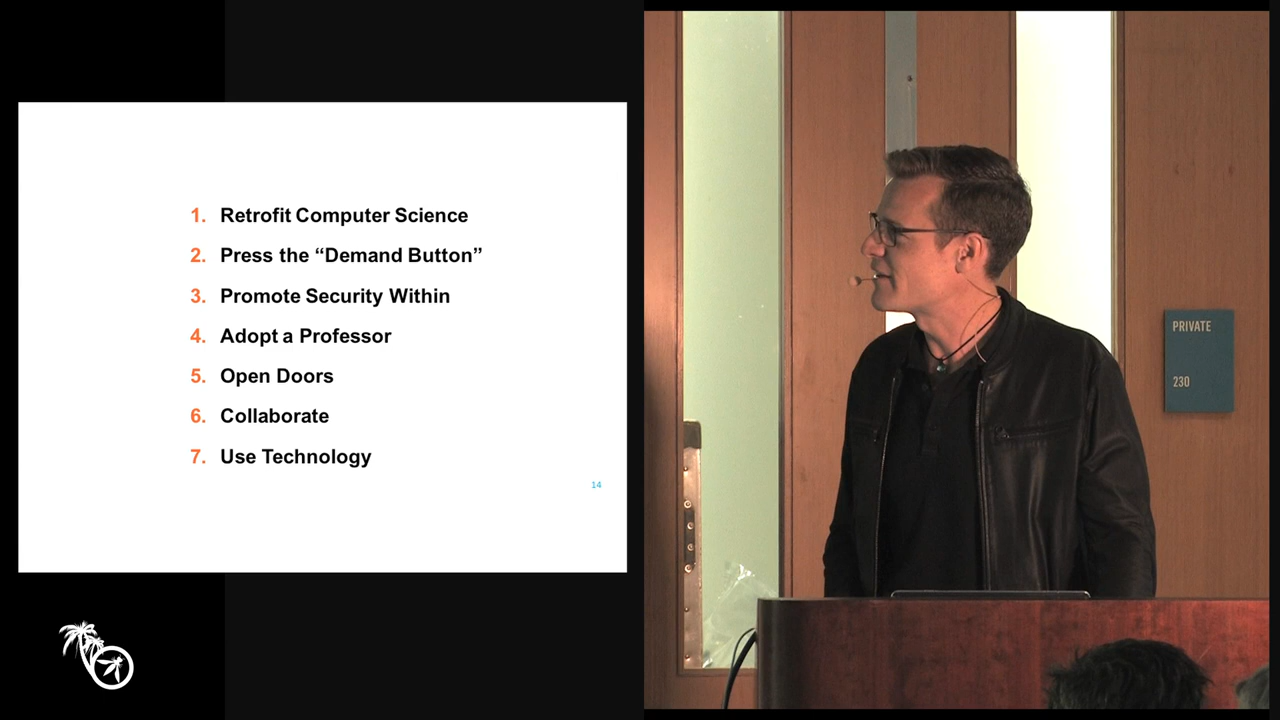 1. Retrofit Computer Science
2. Press the “Demand Button”
3. Promote Security Within
4. Adopt a Professor
5. Open Doors
6. Collaborate
7. Use Technology
14
PRIVATE
230